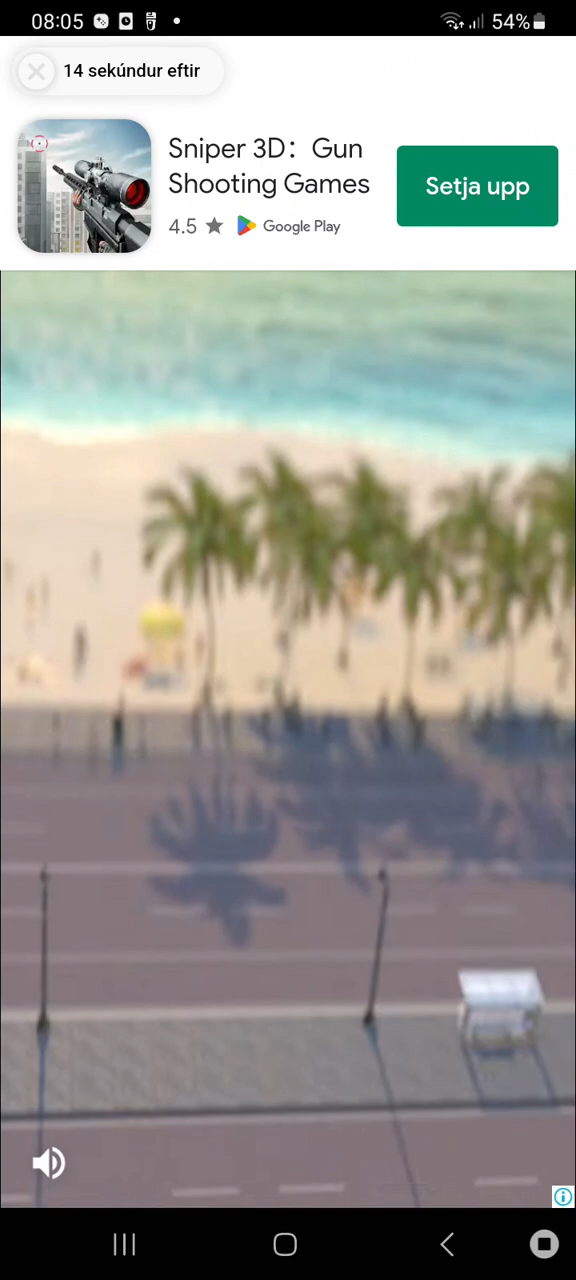 08:05
54%
14 sekúndur eftir
Sniper 3D：Gun
Shooting Games
Setja upp
4.5 ★ Google Play